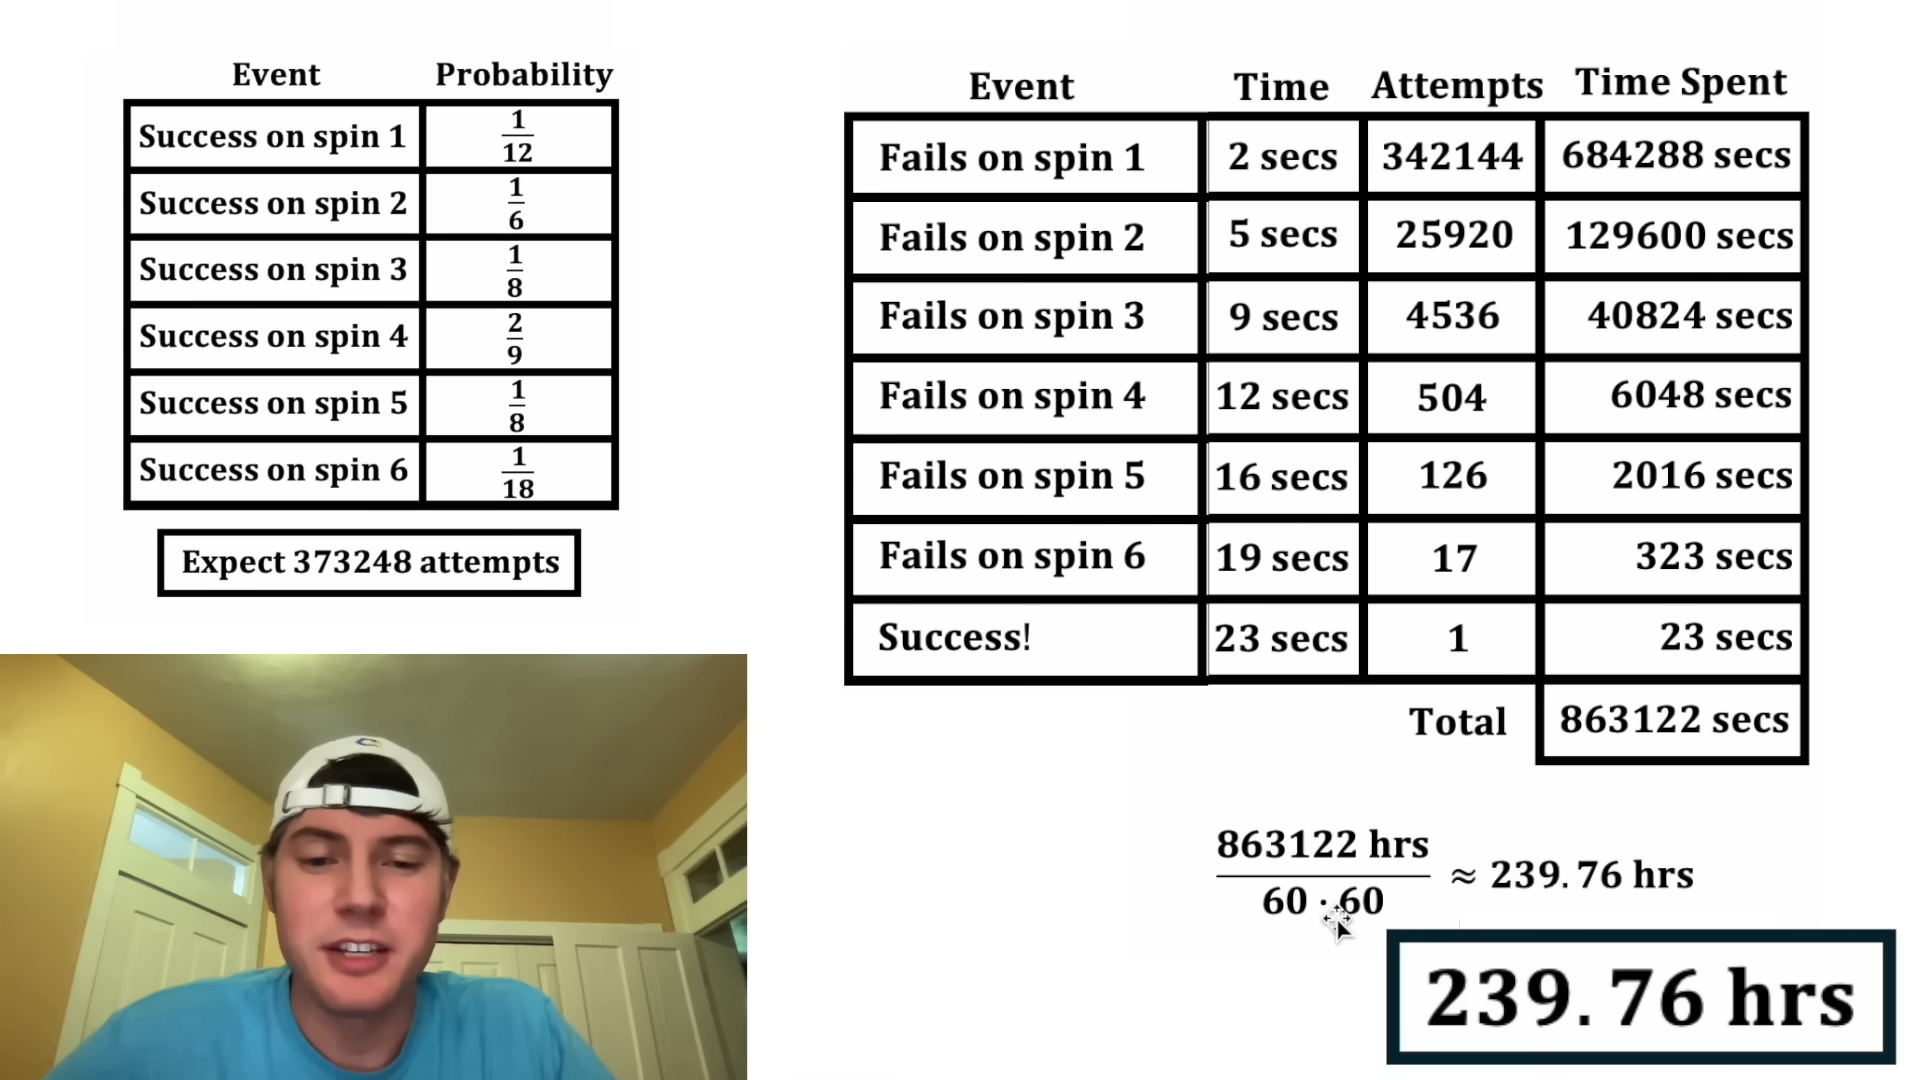 Event Probability
Success on spin 1 1/12
Success on spin 2 1/6
Success on spin 3 1/8
Success on spin 4 2/9
Success on spin 5 1/8
Success on spin 6 1/18
Expect 373248 attempts
Event Time Attempts Time Spent
Fails on spin 1 2 secs 342144 684288 secs
Fails on spin 2 5 secs 25920 129600 secs
Fails on spin 3 9 secs 4536 40824 secs
Fails on spin 4 12 secs 504 6048 secs
Fails on spin 5 16 secs 126 2016 secs
Fails on spin 6 19 secs 17 323 secs
Success! 23 secs 1 23 secs
Total 863122 secs
863122 hrs
60 · 60
≈ 239.76 hrs
239.76 hrs